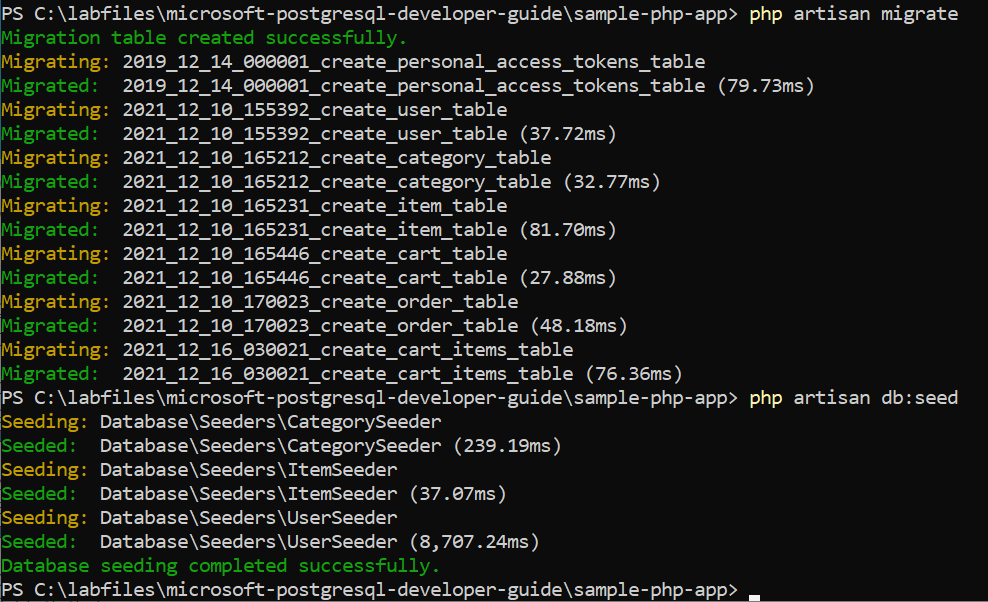 PS C:\labfiles\microsoft-postgresql-developer-guide\sample-php-app> php artisan migrate
Migration table created successfully.
Migrating: 2019_12_14_000001_create_personal_access_tokens_table
Migrated:  2019_12_14_000001_create_personal_access_tokens_table (79.73ms)
Migrating: 2021_12_10_155392_create_user_table
Migrated:  2021_12_10_155392_create_user_table (37.72ms)
Migrating: 2021_12_10_165212_create_category_table
Migrated:  2021_12_10_165212_create_category_table (32.77ms)
Migrating: 2021_12_10_165231_create_item_table
Migrated:  2021_12_10_165231_create_item_table (81.70ms)
Migrating: 2021_12_10_165446_create_cart_table
Migrated:  2021_12_10_165446_create_cart_table (27.88ms)
Migrating: 2021_12_10_170023_create_order_table
Migrated:  2021_12_10_170023_create_order_table (48.18ms)
Migrating: 2021_12_16_030021_create_cart_items_table
Migrated:  2021_12_16_030021_create_cart_items_table (76.36ms)
PS C:\labfiles\microsoft-postgresql-developer-guide\sample-php-app> php artisan db:seed
Seeding: Database\Seeders\CategorySeeder
Seeded:  Database\Seeders\CategorySeeder (239.19ms)
Seeding: Database\Seeders\ItemSeeder
Seeded:  Database\Seeders\ItemSeeder (37.07ms)
Seeding: Database\Seeders\UserSeeder
Seeded:  Database\Seeders\UserSeeder (8,707.24ms)
Database seeding completed successfully.
PS C:\labfiles\microsoft-postgresql-developer-guide\sample-php-app>